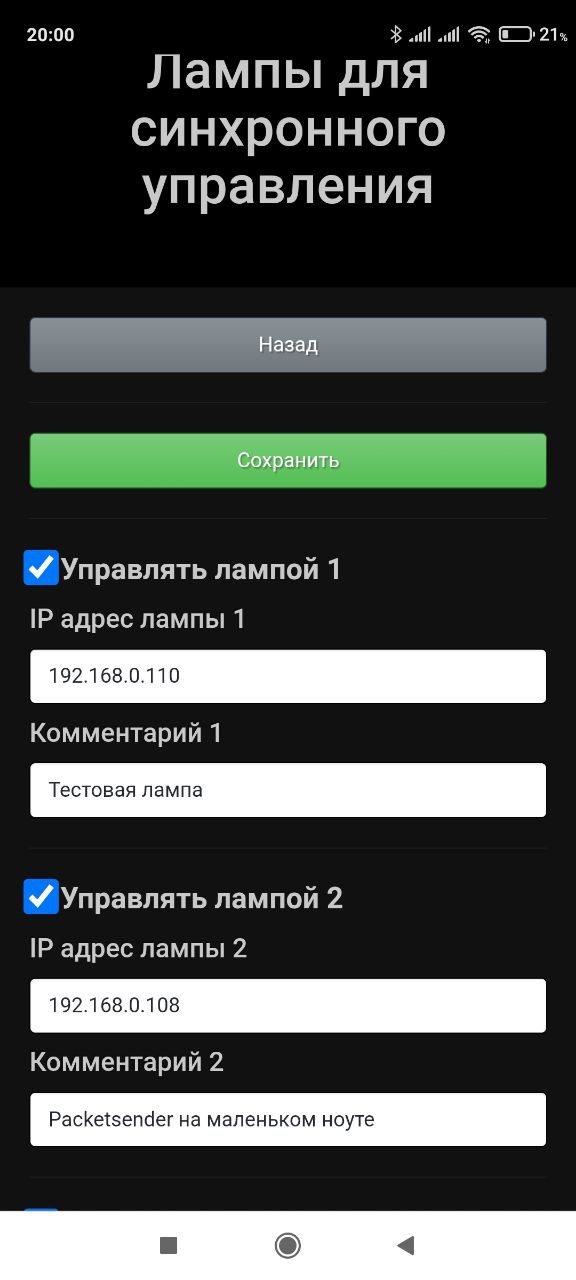 20:00
21%
Лампы для
синхронного
управления
Назад
Сохранить
Управлять лампой 1
IP адрес лампы 1
192.168.0.110
Комментарий 1
Тестовая лампа
Управлять лампой 2
IP адрес лампы 2
192.168.0.108
Комментарий 2
Packetsender на маленьком ноуте